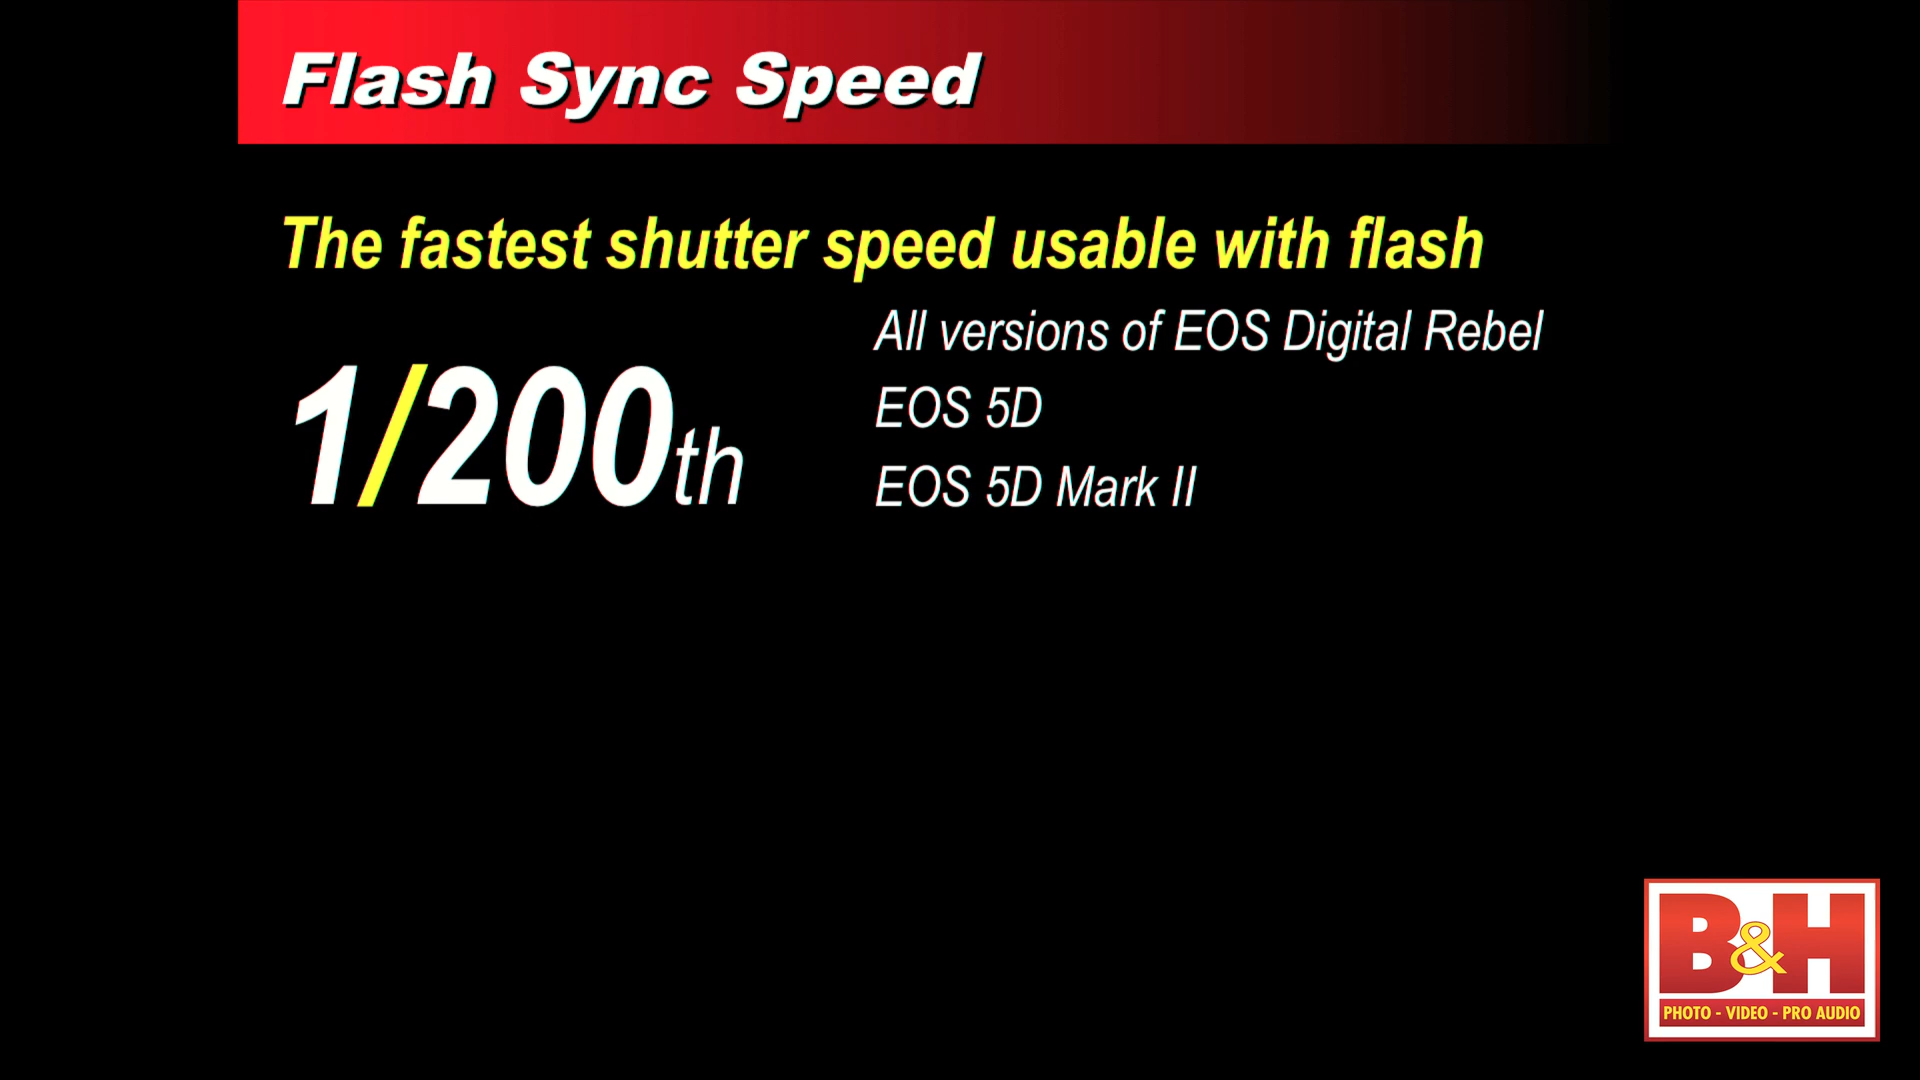 Flash Sync Speed
The fastest shutter speed usable with flash
1/200th
All versions of EOS Digital Rebel
EOS 5D
EOS 5D Mark II
B&H
PHOTO - VIDEO - PRO AUDIO